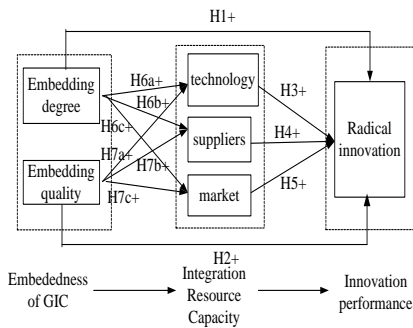 H1+
Embedding
degree
H6a+
H6b+
H6c+
H7a+
H7b+
H7c+
Embedding
quality
technology
suppliers
market
H3+
H4+
H5+
Radical
innovation
H2+
Embededness
of GIC
Integration
Resource
Capacity
Innovation
performance